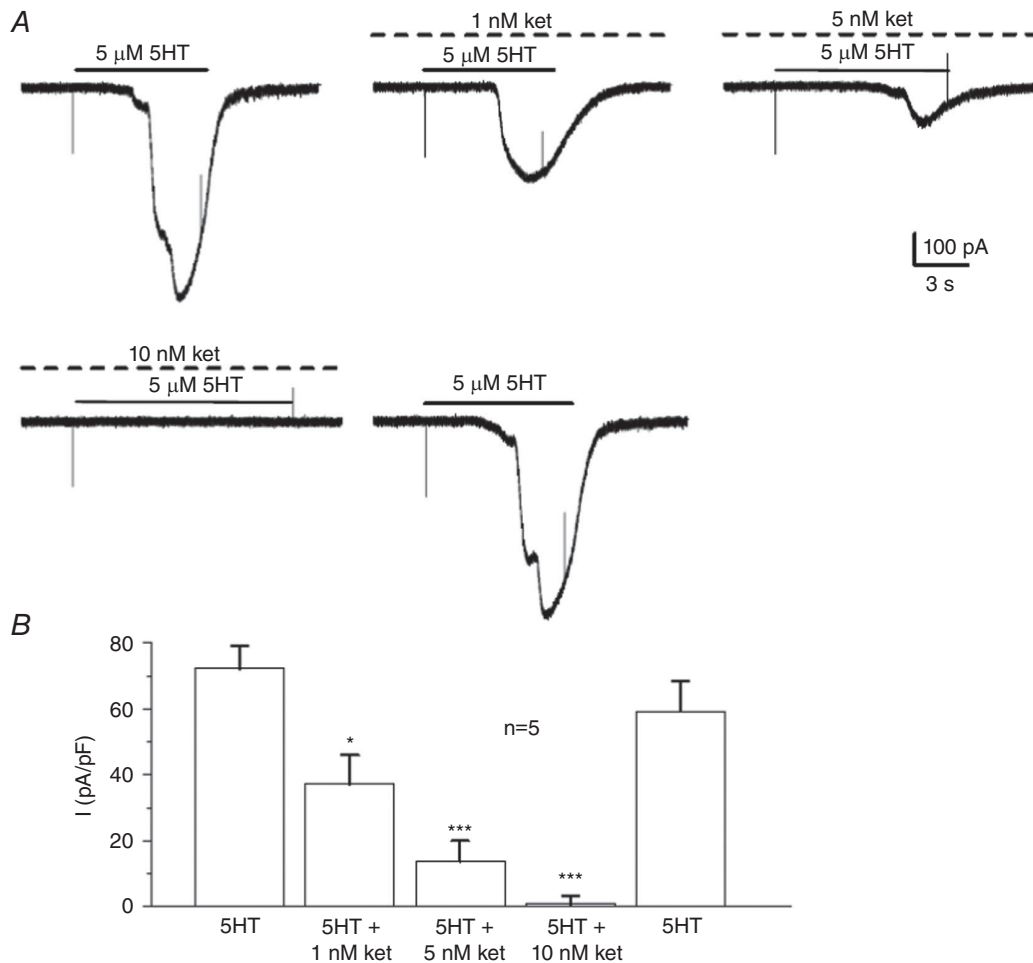 A
5 μM 5HT
1 nM ket
5 μM 5HT
5 nM ket
5 μM 5HT
100 pA
3 s
10 nM ket
5 μM 5HT
5 μM 5HT
B
80
60
40
20
0
I (pA/pF)
*
***
***
n=5
5HT
5HT +
1 nM ket
5HT +
5 nM ket
5HT +
10 nM ket
5HT